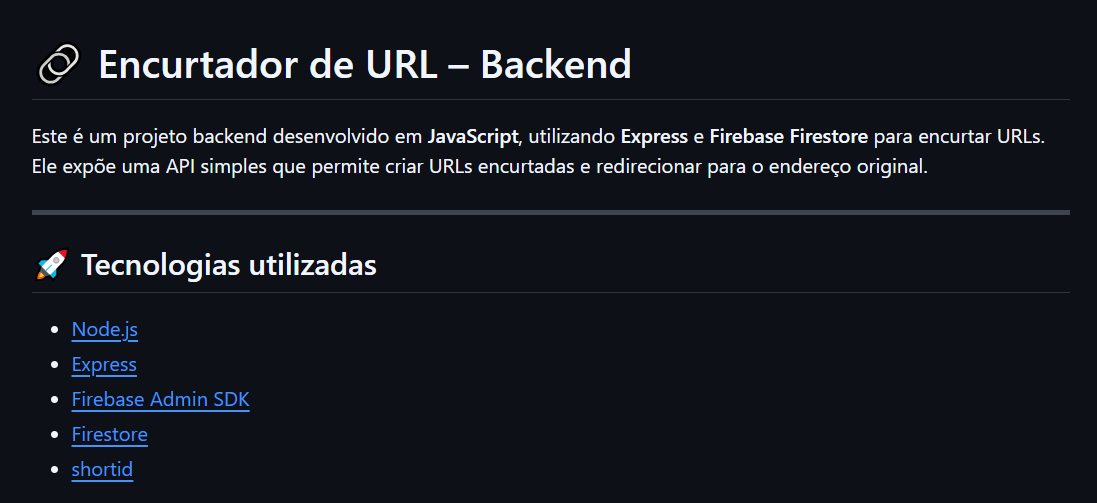 Encurtador de URL – Backend
Este é um projeto backend desenvolvido em JavaScript, utilizando Express e Firebase Firestore para encurtar URLs.
Ele expõe uma API simples que permite criar URLs encurtadas e redirecionar para o endereço original.
Tecnologias utilizadas
Node.js
Express
Firebase Admin SDK
Firestore
shortid